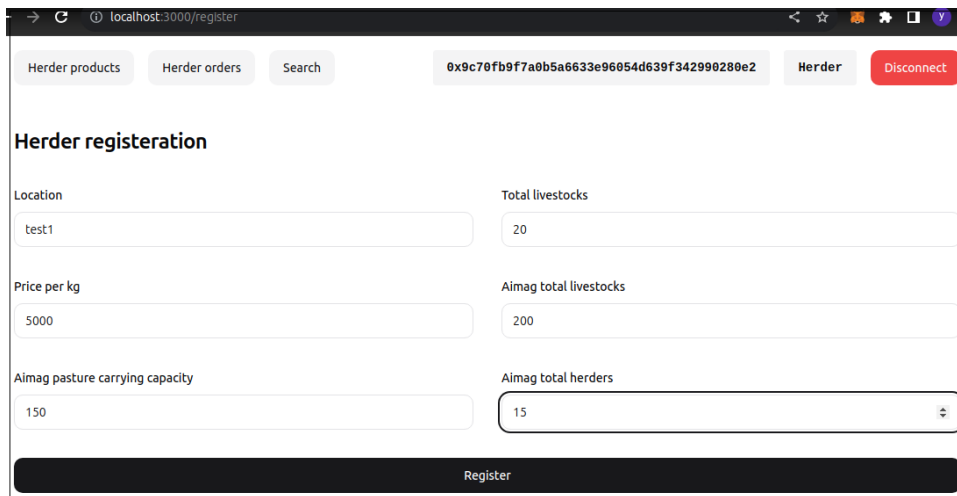 localhost:3000/register
y
Herder products Herder orders Search 0x9c70fb9f7a0b5a6633e96054d639f342990280e2 Herder Disconnect
Herder registeration
Location Total livestocks
test1 20
Price per kg Aimag total livestocks
5000 200
Aimag pasture carrying capacity Aimag total herders
150 15
Register